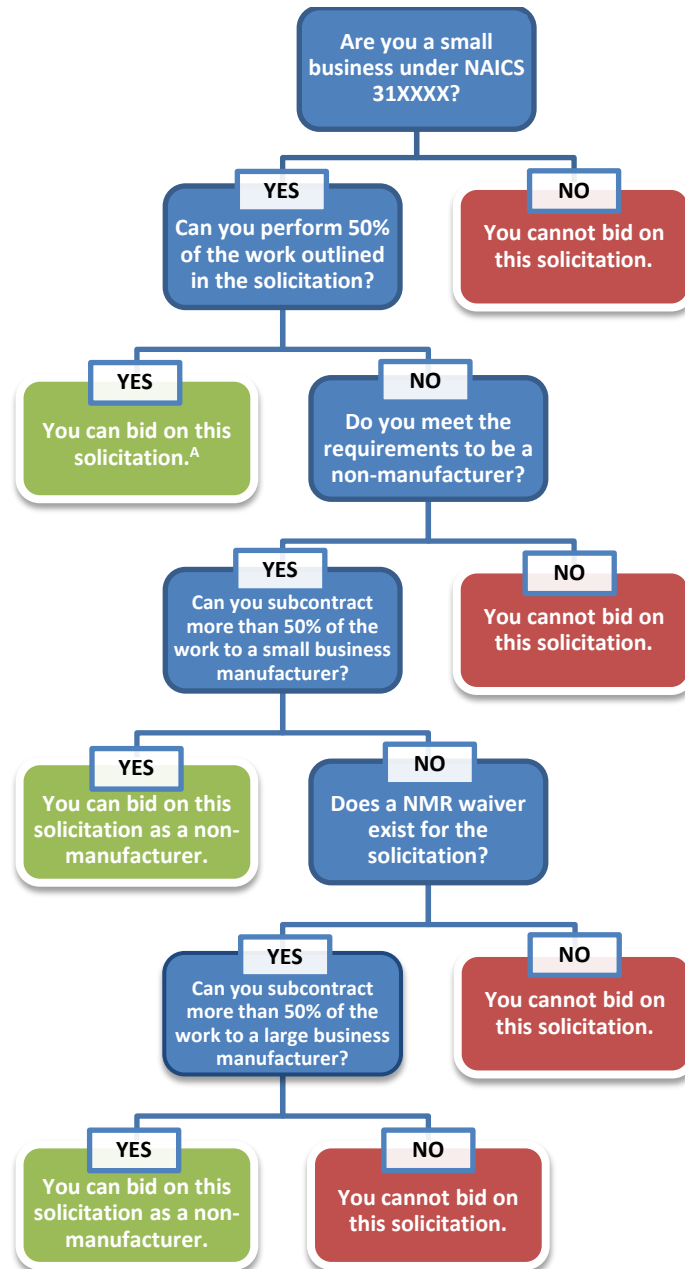 Are you a small
business under NAICS
31XXXX?
YES
NO
Can you perform 50%
of the work outlined
in the solicitation?
You cannot bid on
this solicitation.
YES
NO
You can bid on this
solicitation.ᴬ
Do you meet the
requirements to be a
non-manufacturer?
YES
NO
Can you subcontract
more than 50% of the
work to a small business
manufacturer?
You cannot bid on
this solicitation.
YES
NO
You can bid on this
solicitation as a non-
manufacturer.
Does a NMR waiver
exist for the
solicitation?
YES
NO
Can you subcontract
more than 50% of the
work to a large business
manufacturer?
You cannot bid on
this solicitation.
YES
NO
You can bid on this
solicitation as a non-
manufacturer.
You cannot bid on
this solicitation.